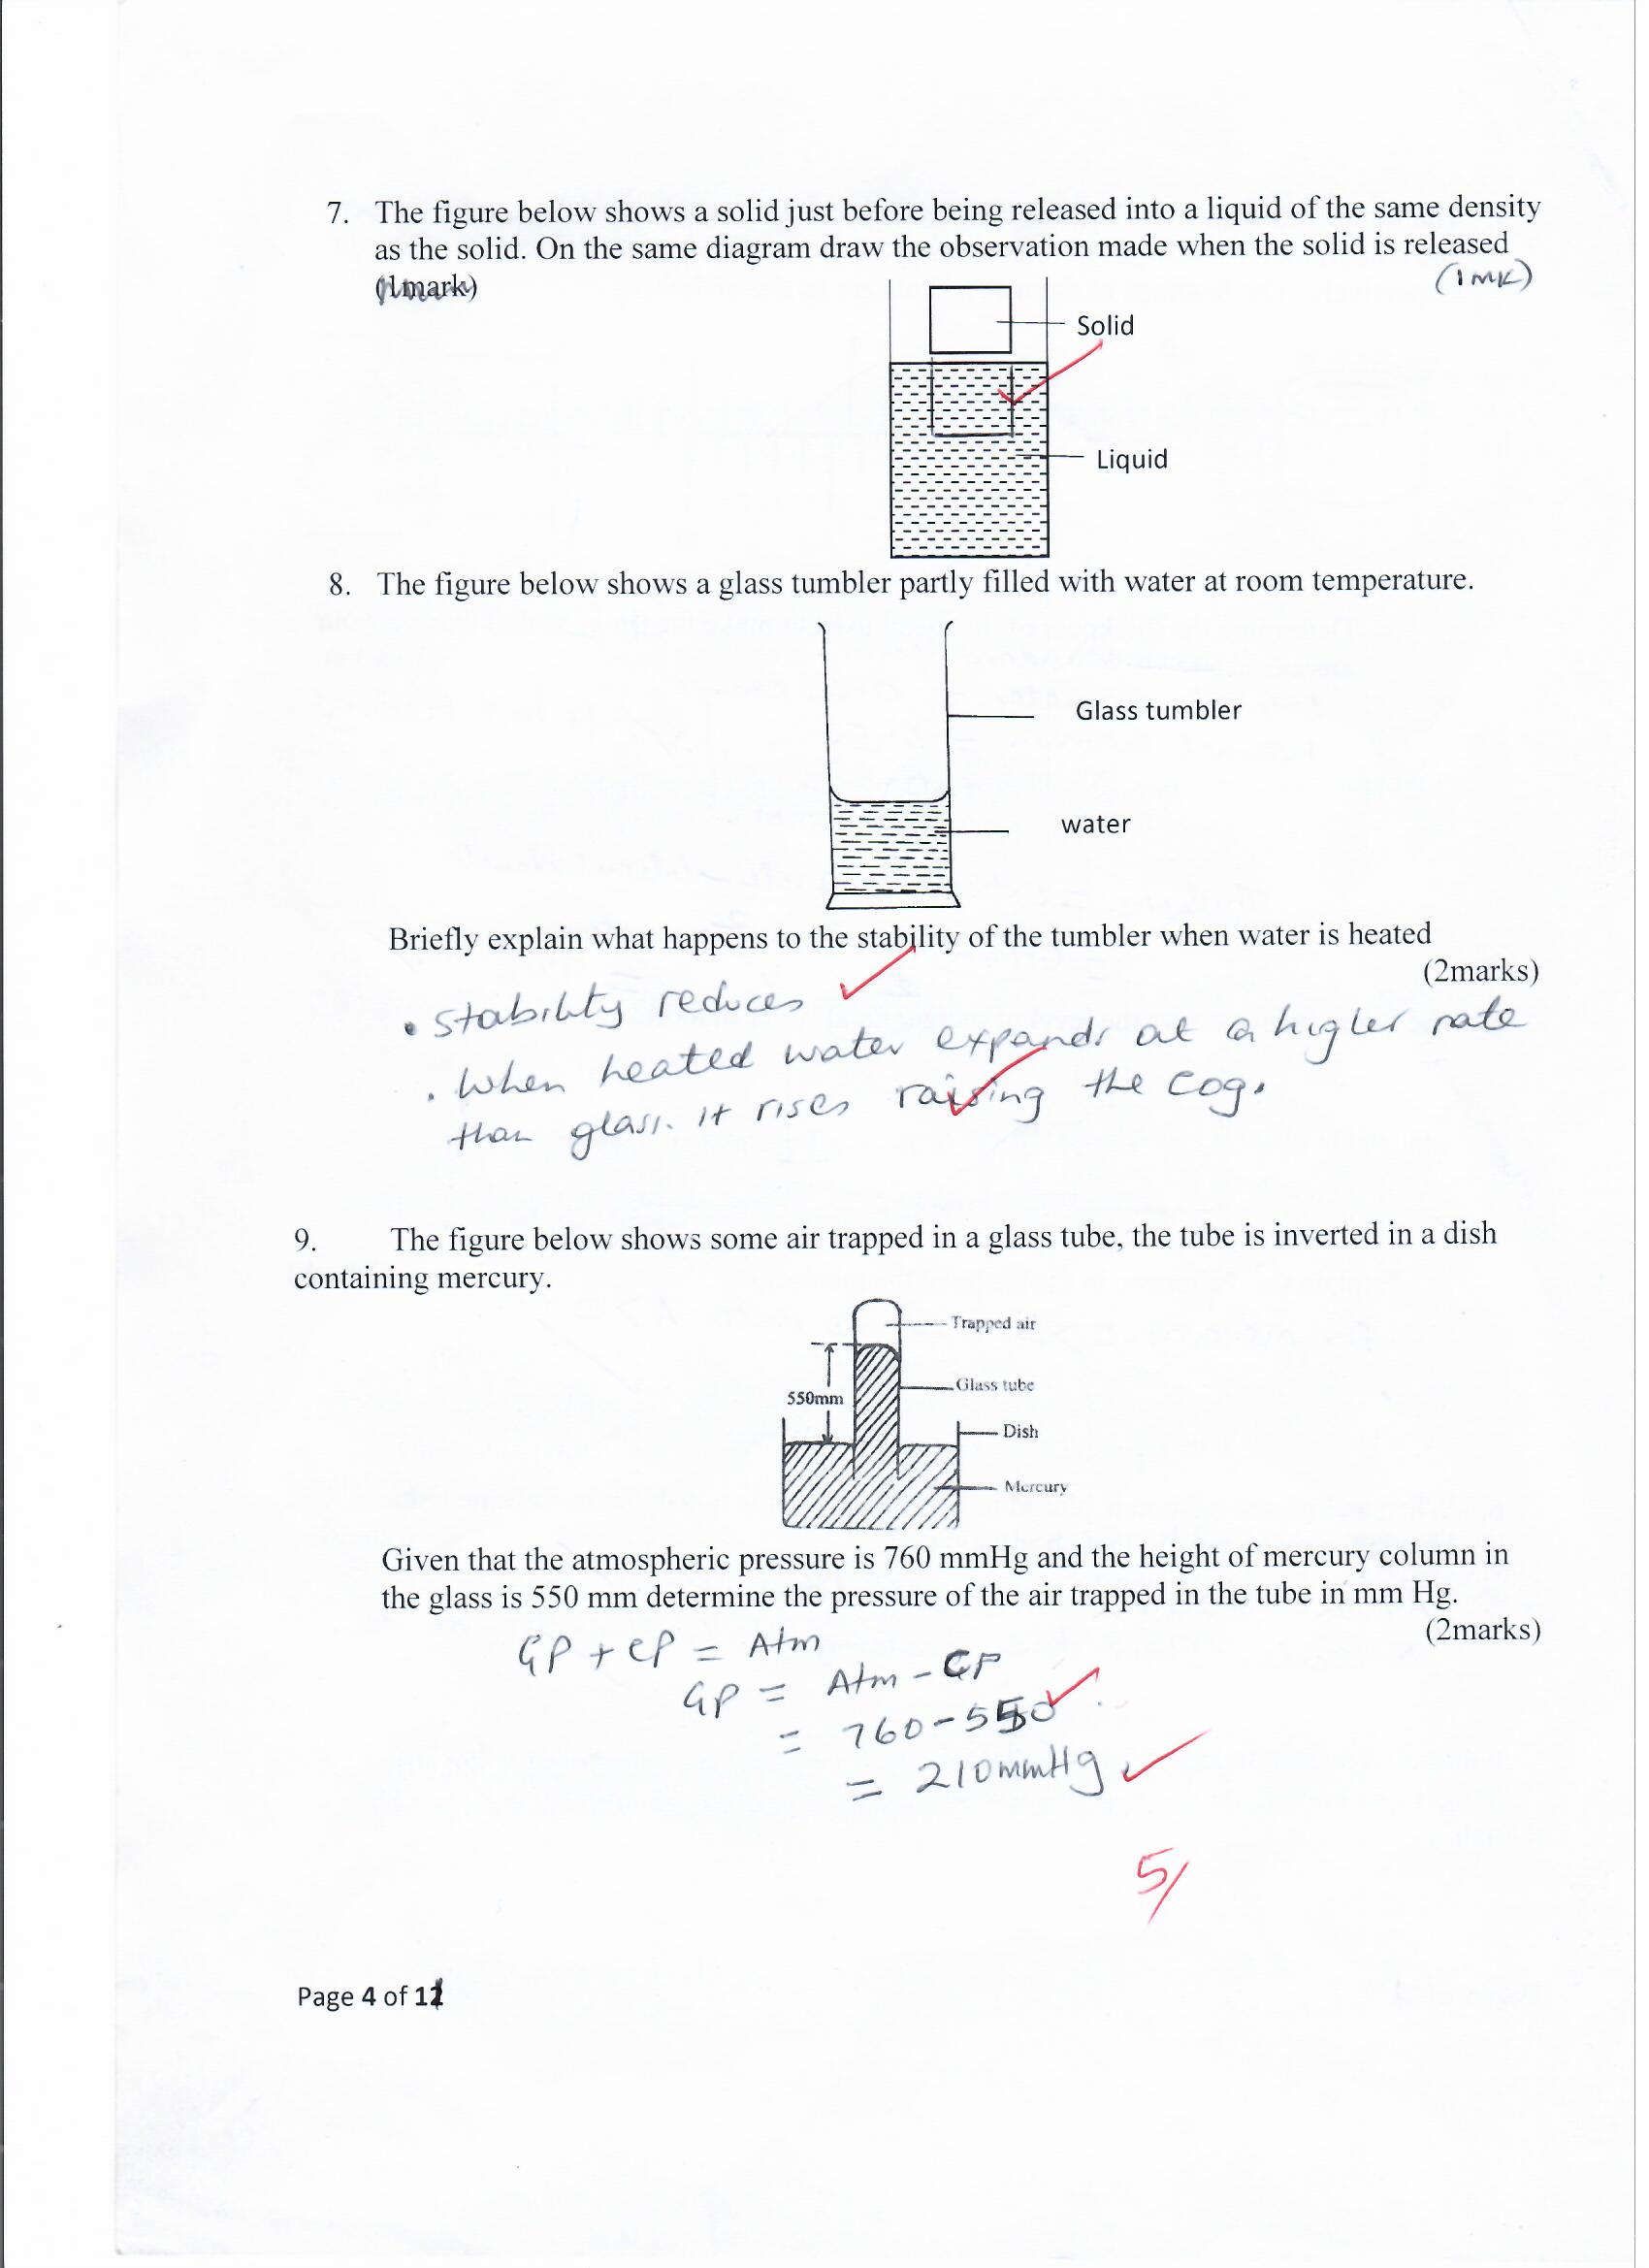 7. The figure below shows a solid just before being released into a liquid of the same density
as the solid. On the same diagram draw the observation made when the solid is released
(1mark) (1MK)
Solid
Liquid
8. The figure below shows a glass tumbler partly filled with water at room temperature.
Glass tumbler
water
Briefly explain what happens to the stability of the tumbler when water is heated
(2marks)
• stability reduces
. when heated water expands at a higher rate
than glass. it rises raising the cog.
9. The figure below shows some air trapped in a glass tube, the tube is inverted in a dish
containing mercury.
Trapped air
550mm
Glass tube
Dish
Mercury
Given that the atmospheric pressure is 760 mmHg and the height of mercury column in
the glass is 550 mm determine the pressure of the air trapped in the tube in mm Hg.
(2marks)
GP + CP = Atm
GP = Atm - CP
= 760-550
= 210mmHg
5/
Page 4 of 11